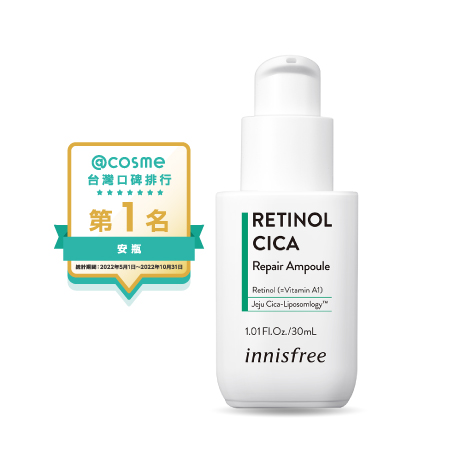 @cosme
台灣口碑排行
第1名
安瓶
統計期間：2022年5月1日~2022年10月31日
RETINOL
CICA
Repair Ampoule
Retinol (=Vitamin A1)
Jeju Cica-Liposomlogy™
1.01 Fl.Oz./30mL
innisfree